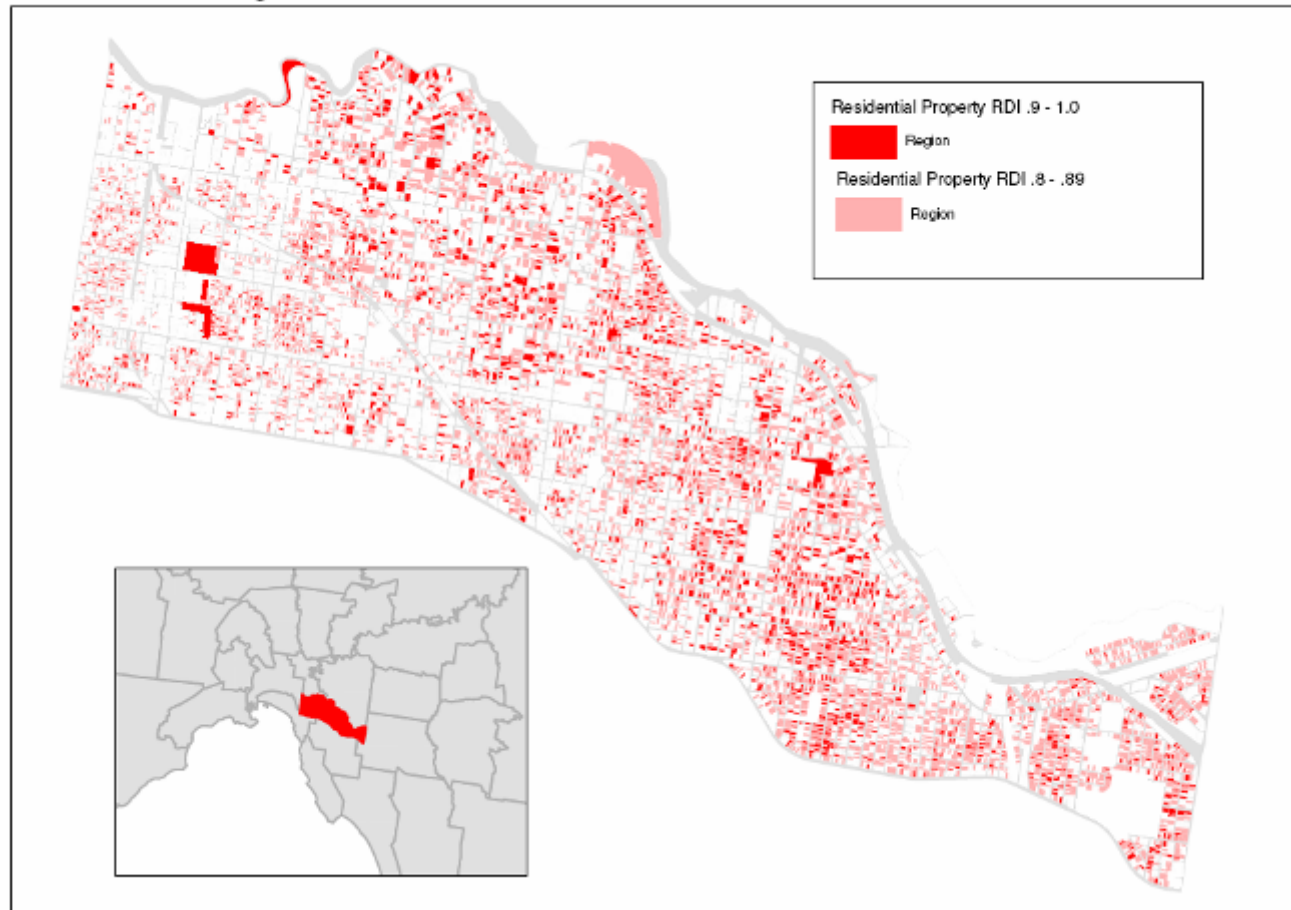 Residential Property RDI .9 - 1.0
Region
Residential Property RDI .8 - .89
Region